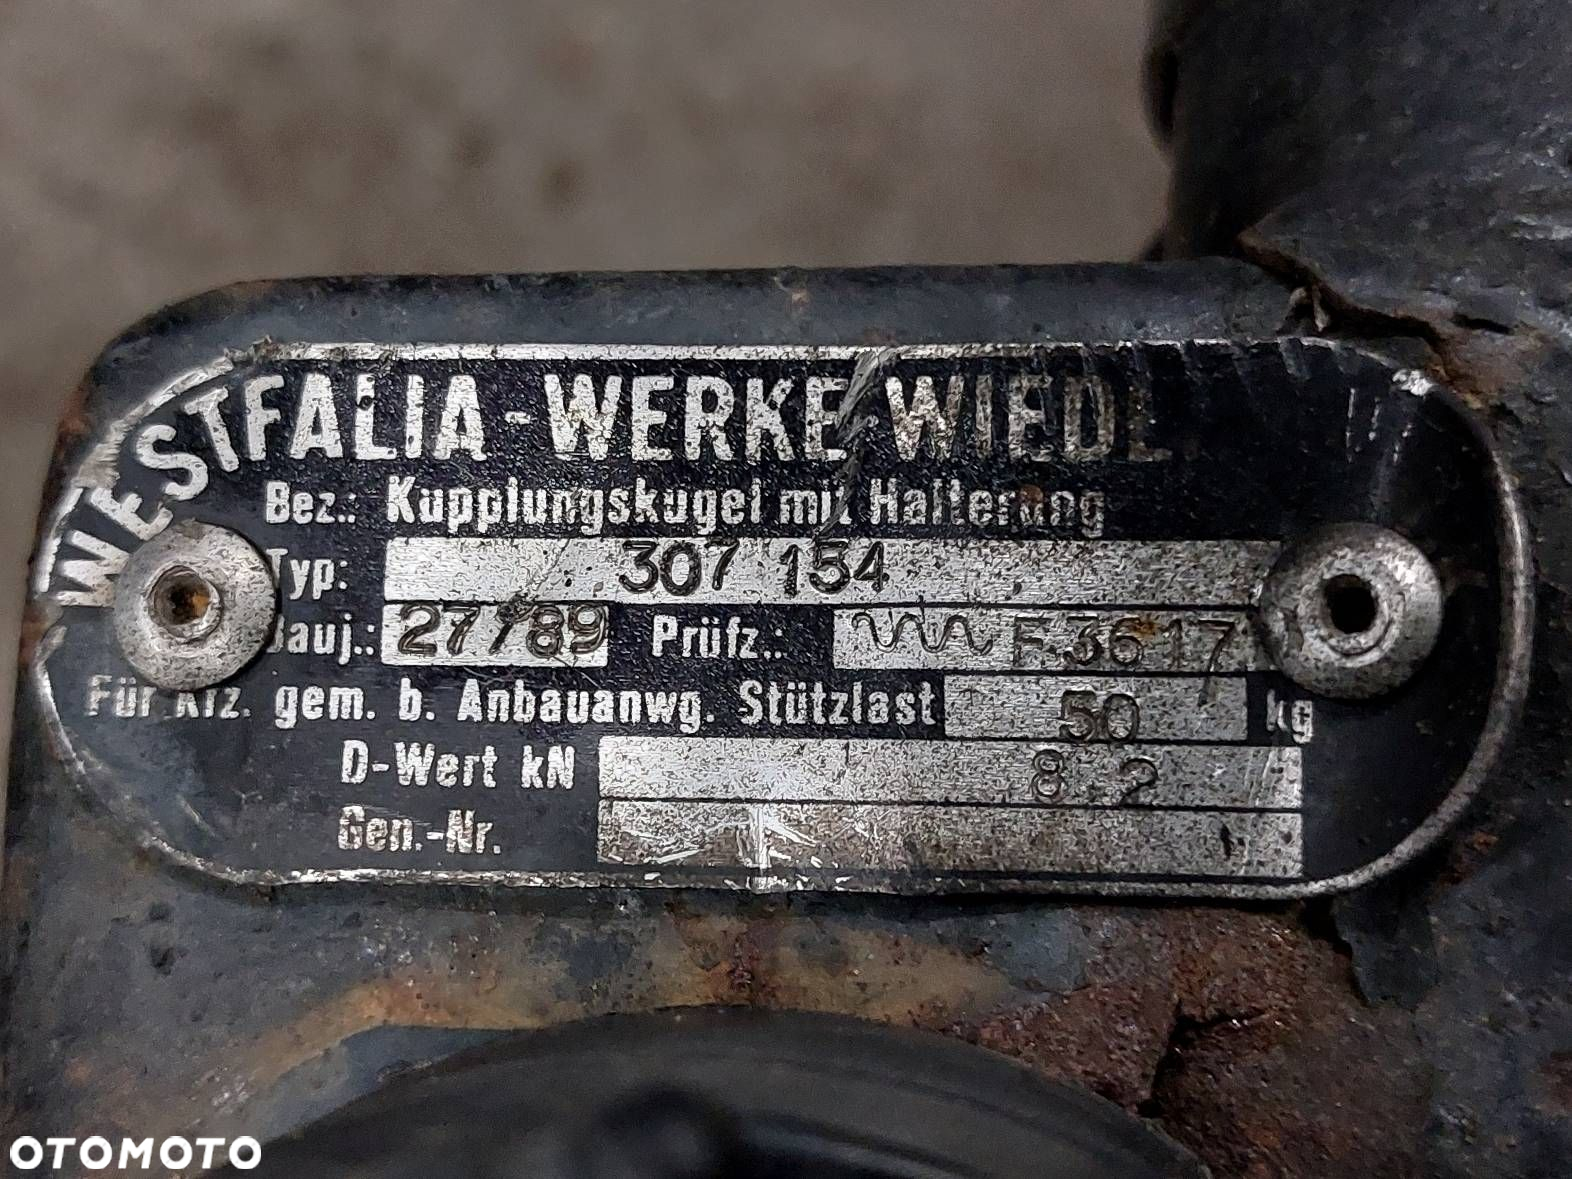 WESTFALIA-WERKE-WIEDL
Bez.: Kupplungskugel mit Halterung
Typ: 307 154
Bauj.: 27/89 Prüfz.: F 3617
Für Kfz. gem. b. Anbauanwg. Stützlast 50 kg
D-Wert kN 8 2
Gen.-Nr.
OTOMOTO